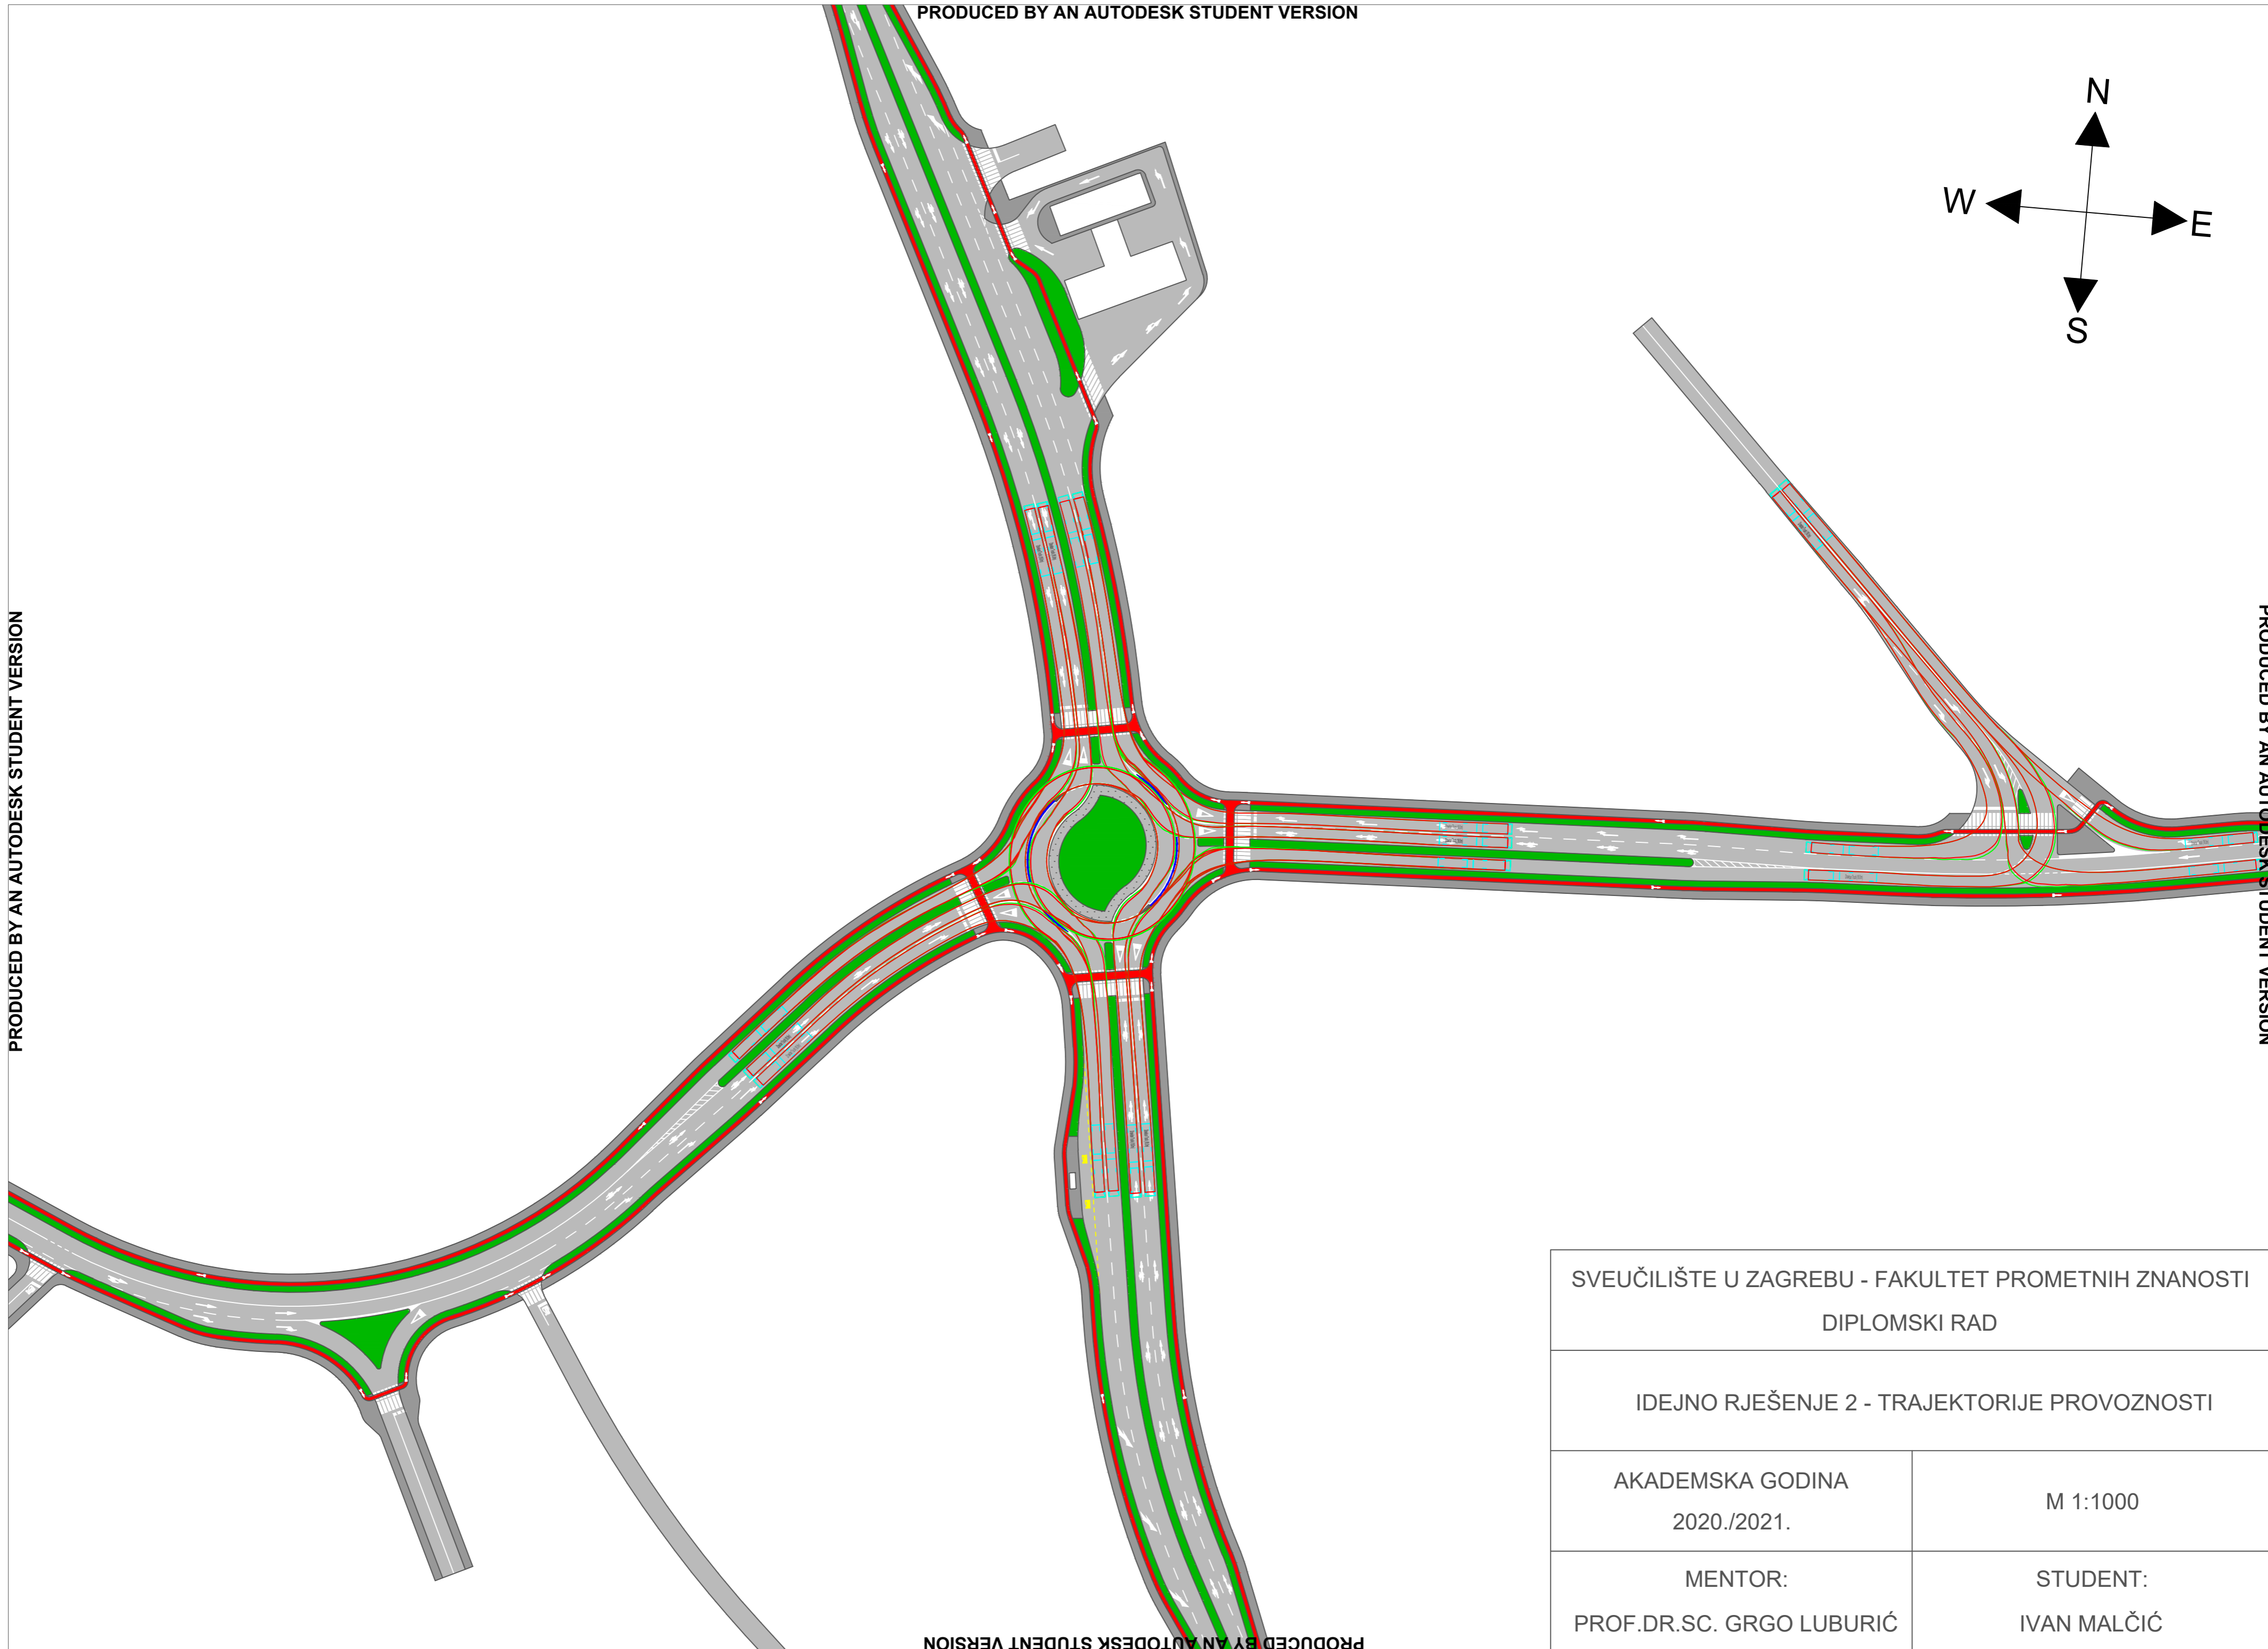 PRODUCED BY AN AUTODESK STUDENT VERSION
N
W
E
S
PRODUCED BY AN AUTODESK STUDENT VERSION
PRODUCED BY AN AUTODESK STUDENT VERSION
SVEUČILIŠTE U ZAGREBU - FAKULTET PROMETNIH ZNANOSTI
DIPLOMSKI RAD
IDEJNO RJEŠENJE 2 - TRAJEKTORIJE PROVOZNOSTI
AKADEMSKA GODINA
2020./2021.
M 1:1000
MENTOR:
PROF.DR.SC. GRGO LUBURIĆ
STUDENT:
IVAN MALČIĆ
PRODUCED BY AN AUTODESK STUDENT VERSION